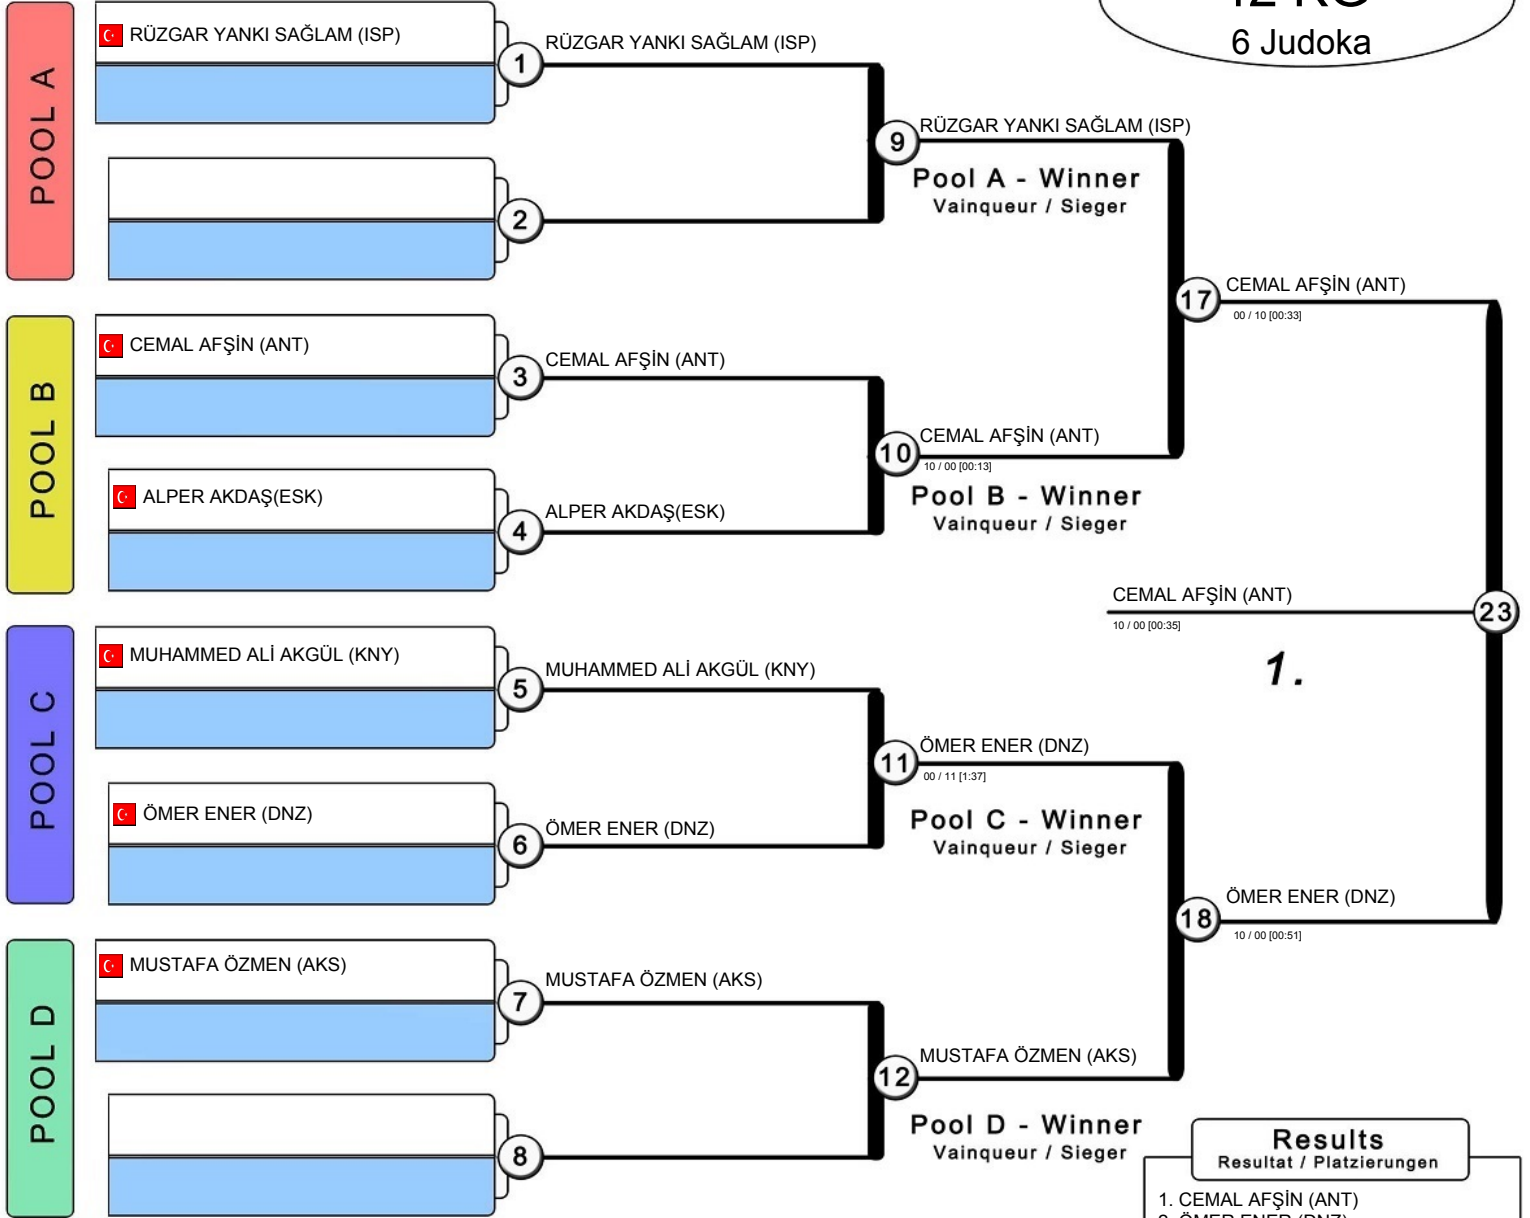 6 Judoka
POOL A
RÜZGAR YANKI SAĞLAM (ISP)
1
RÜZGAR YANKI SAĞLAM (ISP)
2
9
RÜZGAR YANKI SAĞLAM (ISP)
Pool A - Winner
Vainqueur / Sieger
POOL B
CEMAL AFŞİN (ANT)
3
CEMAL AFŞİN (ANT)
ALPER AKDAŞ(ESK)
4
ALPER AKDAŞ(ESK)
10
CEMAL AFŞİN (ANT)
10 / 00 [00:13]
Pool B - Winner
Vainqueur / Sieger
17
CEMAL AFŞİN (ANT)
00 / 10 [00:33]
CEMAL AFŞİN (ANT)
10 / 00 [00:35]
23
1.
POOL C
MUHAMMED ALİ AKGÜL (KNY)
5
MUHAMMED ALİ AKGÜL (KNY)
ÖMER ENER (DNZ)
6
ÖMER ENER (DNZ)
11
ÖMER ENER (DNZ)
00 / 11 [1:37]
Pool C - Winner
Vainqueur / Sieger
18
ÖMER ENER (DNZ)
10 / 00 [00:51]
POOL D
MUSTAFA ÖZMEN (AKS)
7
MUSTAFA ÖZMEN (AKS)
8
12
MUSTAFA ÖZMEN (AKS)
Pool D - Winner
Vainqueur / Sieger
Results
Resultat / Platzierungen
1. CEMAL AFŞİN (ANT)
2. ÖMER ENER (DNZ)